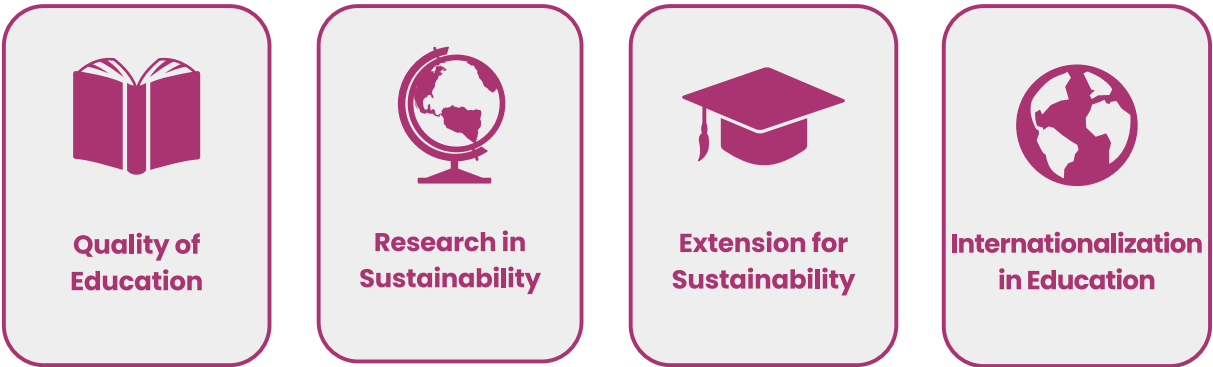 Quality of
Education
Research in
Sustainability
Extension for
Sustainability
Internationalization
in Education